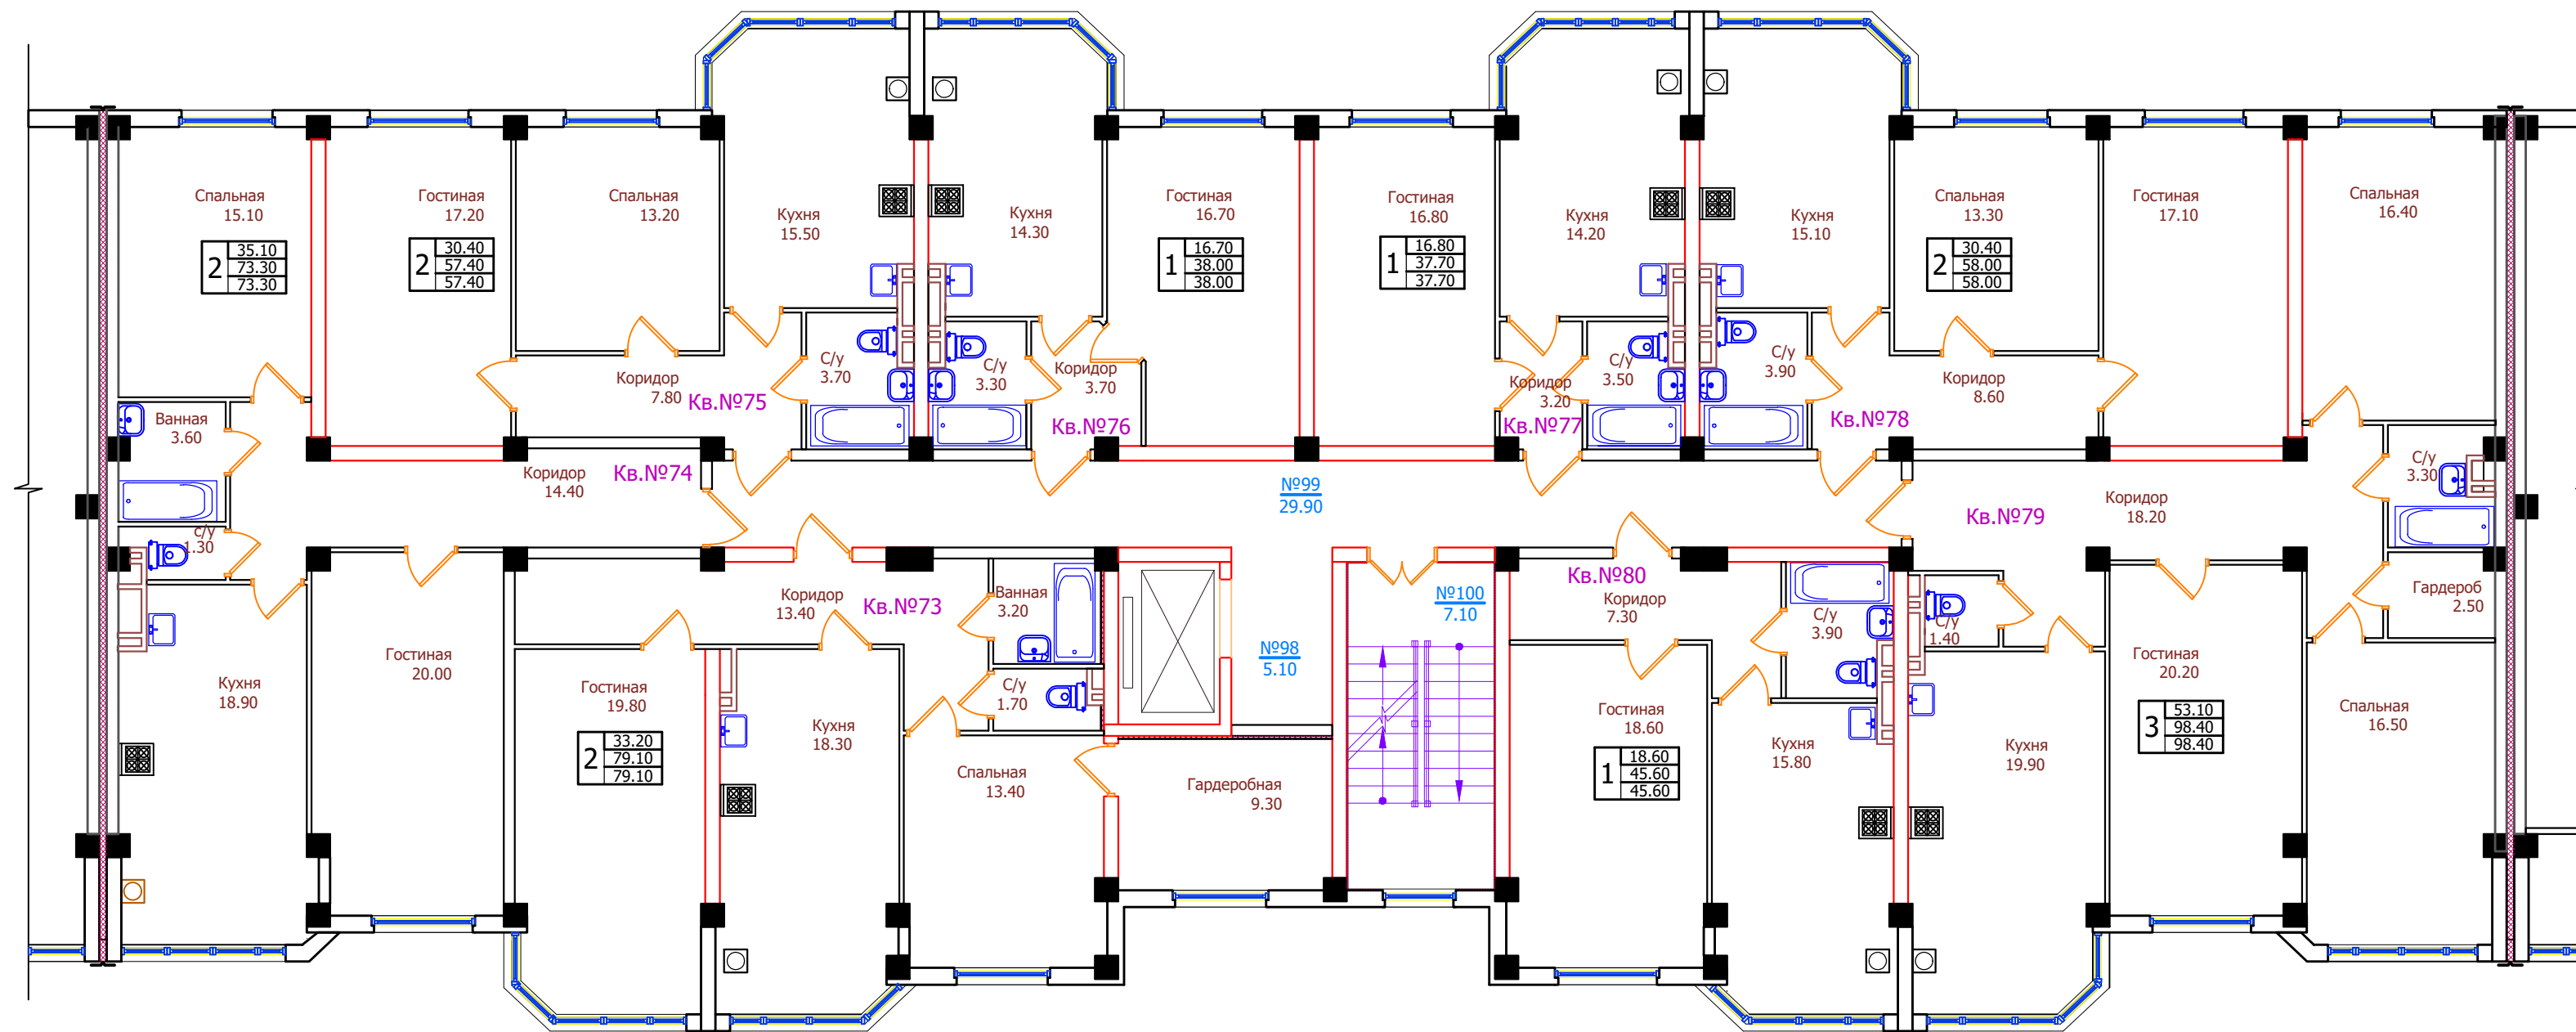 Спальная
15.10
2
35.10
73.30
73.30
Гостиная
17.20
2
30.40
57.40
57.40
Спальная
13.20
Кухня
15.50
Кухня
14.30
Гостиная
16.70
1
16.70
38.00
38.00
Гостиная
16.80
1
16.80
37.70
37.70
Кухня
14.20
Кухня
15.10
Спальная
13.30
2
30.40
58.00
58.00
Гостиная
17.10
Спальная
16.40
Ванная
3.60
Коридор
7.80
Кв.№75
С/у
3.70
С/у
3.30
Коридор
3.70
Кв.№76
Коридор
3.20
Кв.№77
С/у
3.50
С/у
3.90
Кв.№78
Коридор
8.60
Коридор
14.40
Кв.№74
№99
29.90
Кв.№79
Коридор
18.20
С/у
3.30
с/у
1.30
Кухня
18.90
Гостиная
20.00
Коридор
13.40
Кв.№73
Ванная
3.20
Гостиная
19.80
2
33.20
79.10
79.10
Кухня
18.30
С/у
1.70
Спальная
13.40
№98
5.10
Гардеробная
9.30
№100
7.10
Кв.№80
Коридор
7.30
С/у
3.90
С/у
1.40
Гостиная
18.60
1
18.60
45.60
45.60
Кухня
15.80
Кухня
19.90
Гостиная
20.20
3
53.10
98.40
98.40
Гардероб
2.50
Спальная
16.50